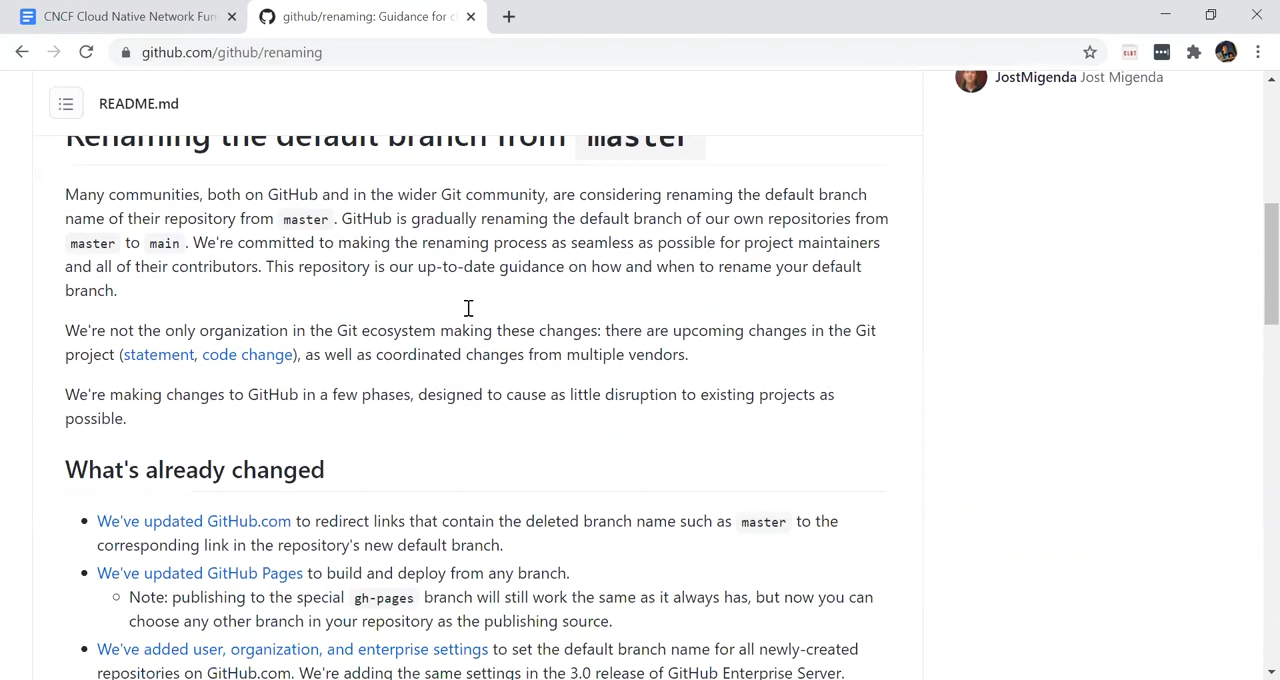 CNCF Cloud Native Network Fun
github/renaming: Guidance for c
github.com/github/renaming
README.md
JostMigenda Jost Migenda
Renaming the default branch from master
Many communities, both on GitHub and in the wider Git community, are considering renaming the default branch
name of their repository from master . GitHub is gradually renaming the default branch of our own repositories from
master to main . We're committed to making the renaming process as seamless as possible for project maintainers
and all of their contributors. This repository is our up-to-date guidance on how and when to rename your default
branch.
We're not the only organization in the Git ecosystem making these changes: there are upcoming changes in the Git
project (statement, code change), as well as coordinated changes from multiple vendors.
We're making changes to GitHub in a few phases, designed to cause as little disruption to existing projects as
possible.
What's already changed
We've updated GitHub.com to redirect links that contain the deleted branch name such as master to the
corresponding link in the repository's new default branch.
We've updated GitHub Pages to build and deploy from any branch.
Note: publishing to the special gh-pages branch will still work the same as it always has, but now you can
choose any other branch in your repository as the publishing source.
We've added user, organization, and enterprise settings to set the default branch name for all newly-created
repositories on GitHub.com. We're adding the same settings in the 3.0 release of GitHub Enterprise Server.